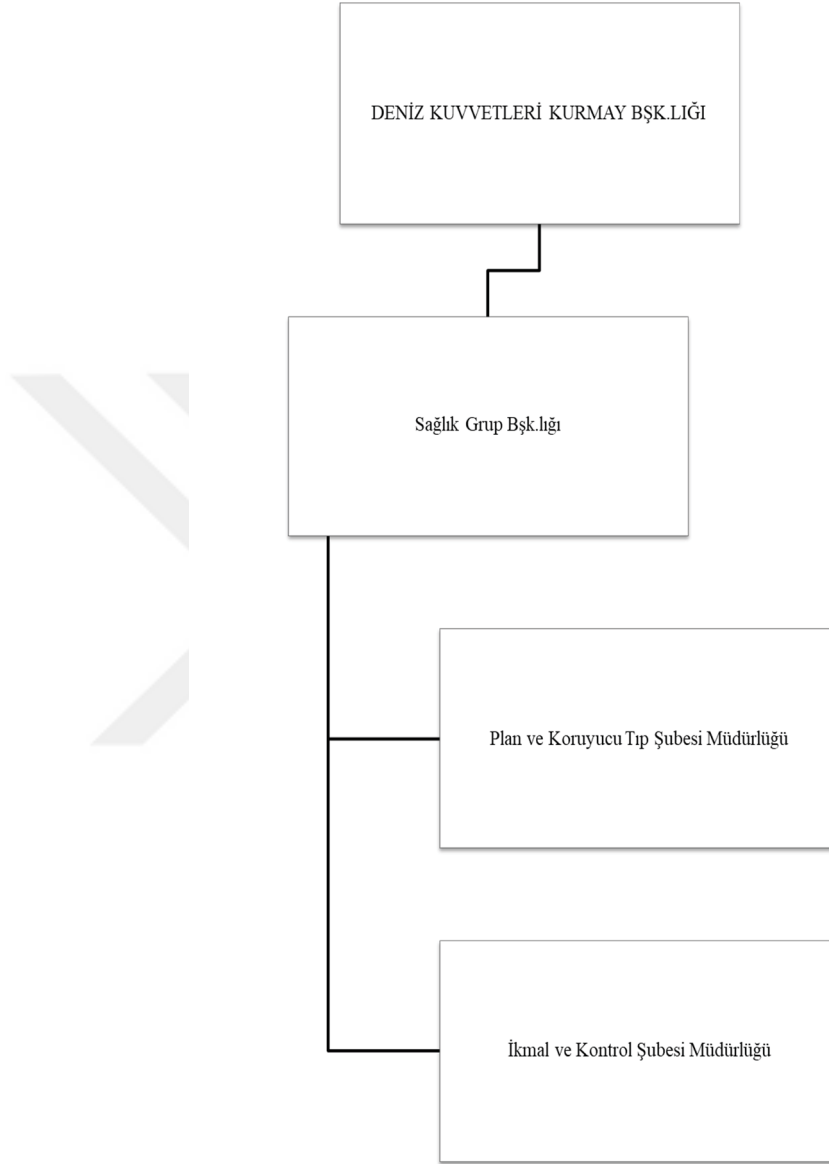 DENİZ KUVVETLERİ KURMAY BŞK.LIĞI
Sağlık Grup Bşk.lığı
Plan ve Koruyucu Tıp Şubesi Müdürlüğü
İkmal ve Kontrol Şubesi Müdürlüğü